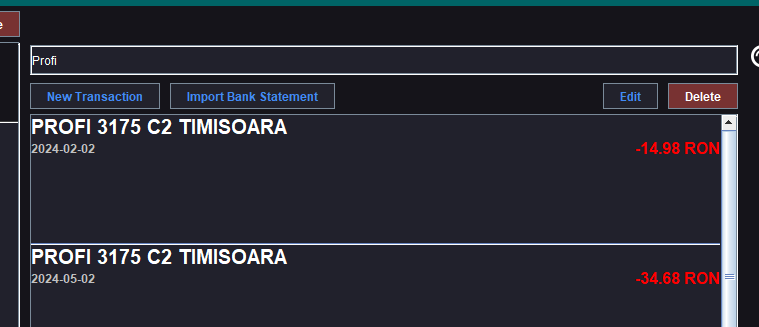 e
Profi
New Transaction Import Bank Statement Edit Delete
PROFI 3175 C2 TIMISOARA
2024-02-02 -14.98 RON
PROFI 3175 C2 TIMISOARA
2024-05-02 -34.68 RON